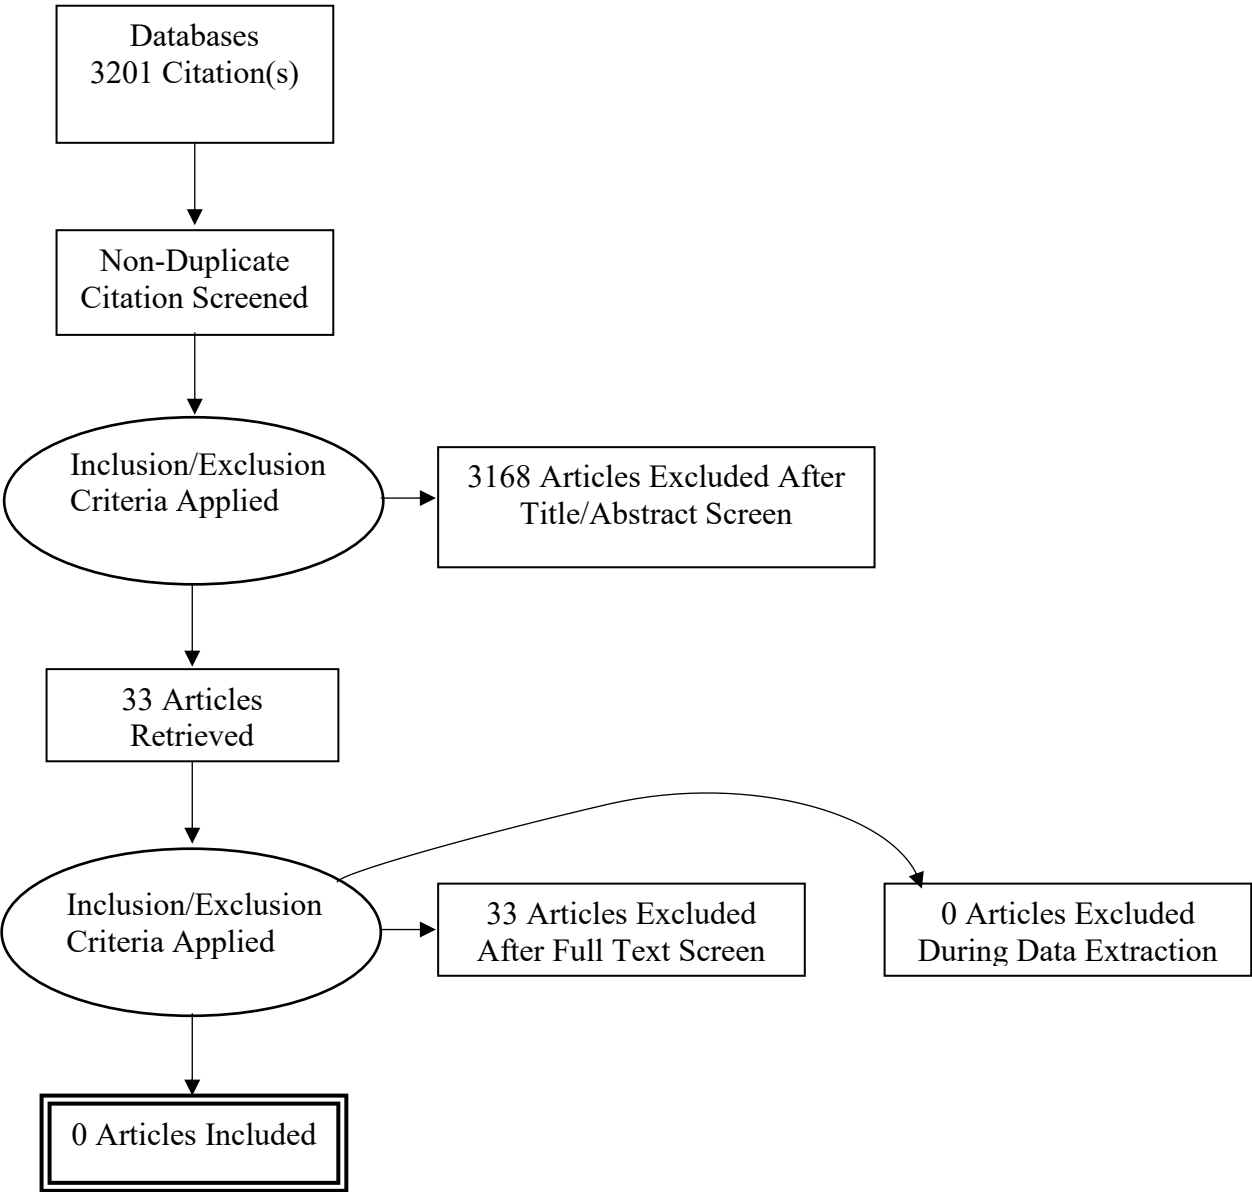 Databases
3201 Citation(s)
Non-Duplicate
Citation Screened
Inclusion/Exclusion
Criteria Applied
3168 Articles Excluded After
Title/Abstract Screen
33 Articles
Retrieved
Inclusion/Exclusion
Criteria Applied
33 Articles Excluded
After Full Text Screen
0 Articles Excluded
During Data Extraction
0 Articles Included